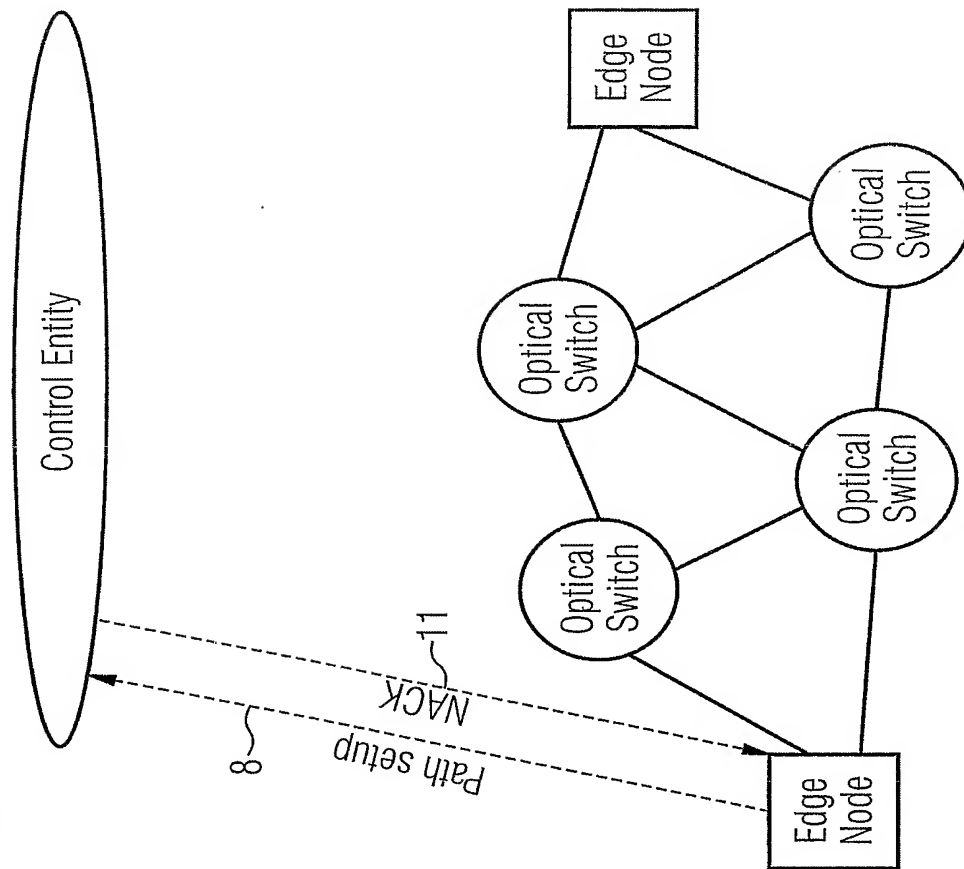 Control Entity
8
Path setup
NACK
11
Edge
Node
Optical
Switch
Optical
Switch
Optical
Switch
Optical
Switch
Edge
Node